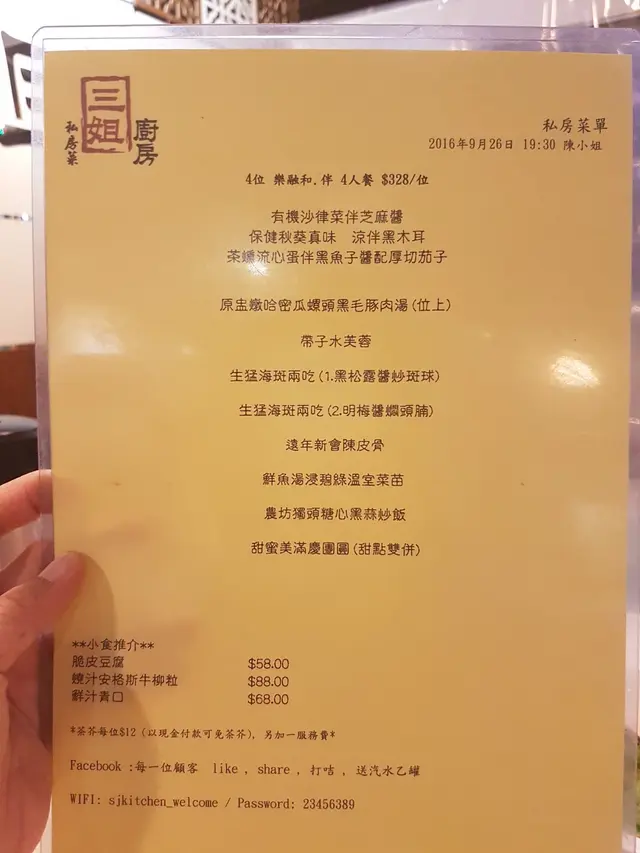 三姐
廚房
私房菜
私房菜單
2016年9月26日 19:30 陳小姐
4位 樂融和.伴 4人餐 $328/位
有機沙律菜伴芝麻醬
保健秋葵真味 涼伴黑木耳
茶燻流心蛋伴黑魚子醬配厚切茄子
原盅燉哈密瓜螺頭黑毛豚肉湯(位上)
帶子水芙蓉
生猛海斑兩吃(1.黑松露醬炒斑球)
生猛海斑兩吃(2.明梅醬燜頭腩)
遠年新會陳皮骨
鮮魚湯浸碧綠溫室菜苗
農坊獨頭糖心黑蒜炒飯
甜蜜美滿慶團圓(甜點雙併)
**小食推介**
脆皮豆腐 $58.00
燒汁安格斯牛柳粒 $88.00
鮮汁青口 $68.00
*茶芥每位$12 (以現金付款可免茶芥), 另加一服務費*
Facebook :每一位顧客 like , share , 打咭 , 送汽水乙罐
WIFI: sjkitchen_welcome / Password: 23456389